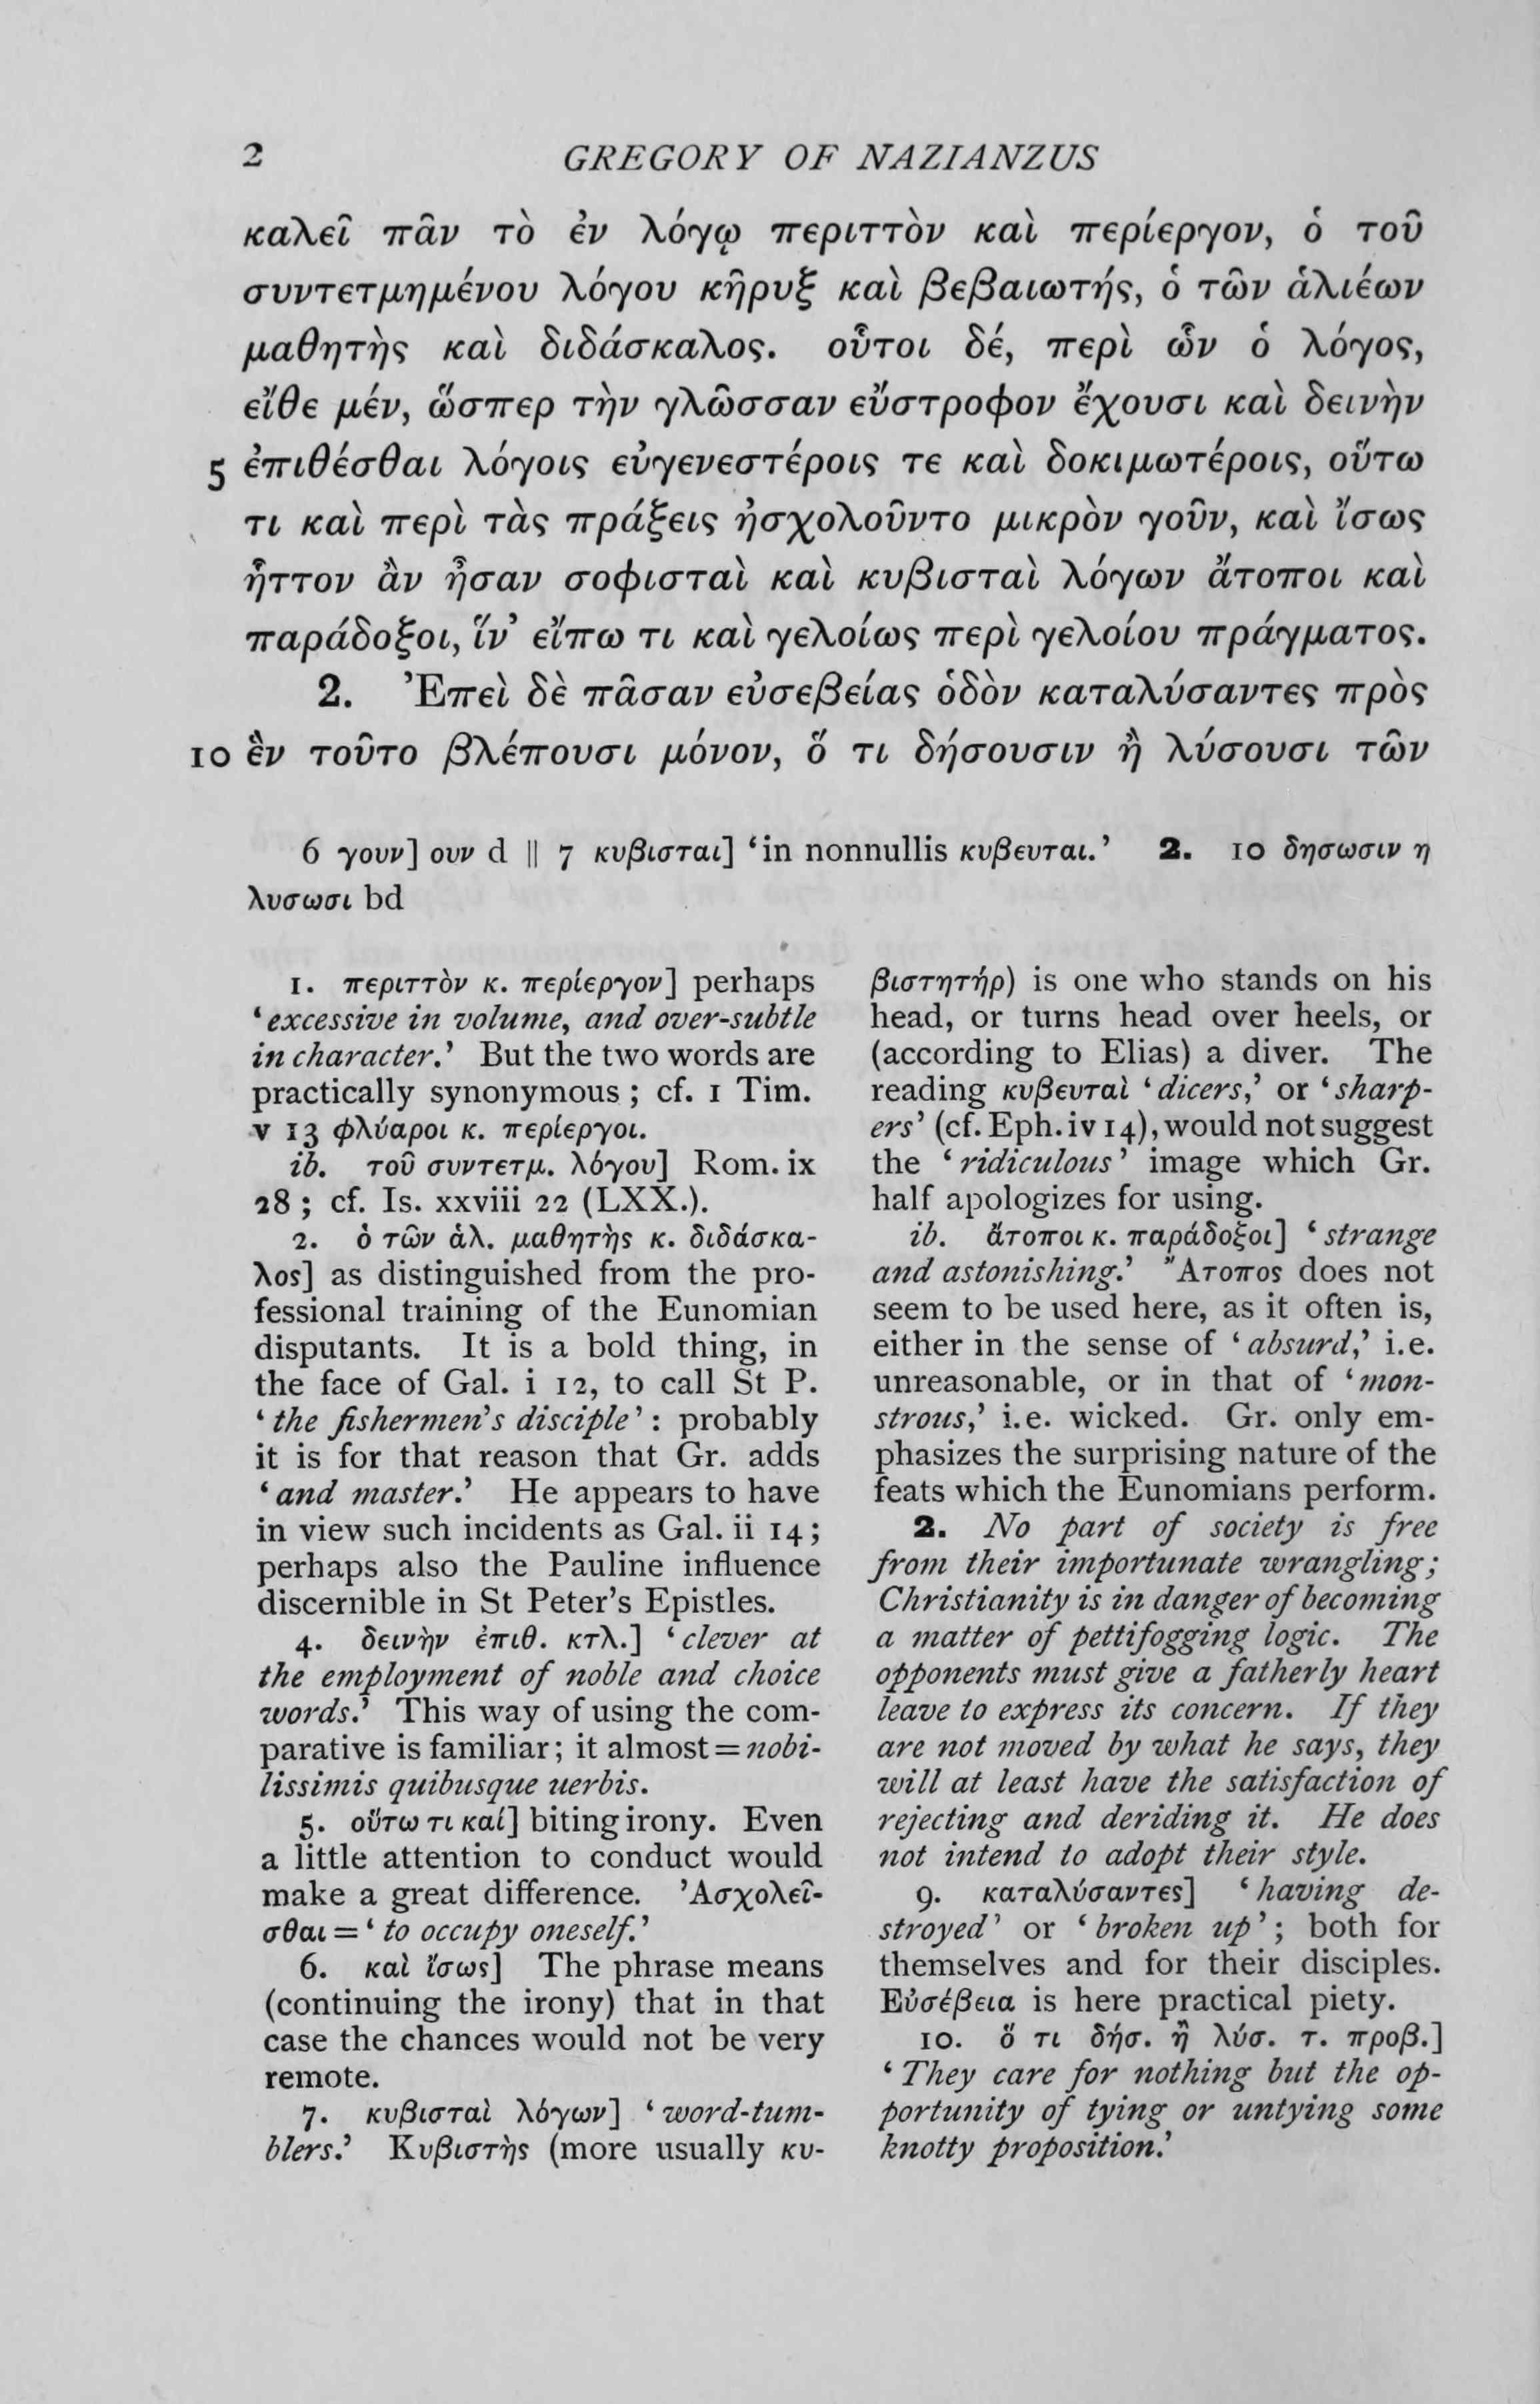 2 GREGORY OF NAZIANZUS
καλεῖ πᾶν τὸ ἐν λόγῳ περιττὸν καὶ περίεργον, ὁ τοῦ
συντετμημένου λόγου κῆρυξ καὶ βεβαιωτής, ὁ τῶν ἁλιέων
μαθητὴς καὶ διδάσκαλος. οὗτοι δέ, περὶ ὧν ὁ λόγος,
εἴθε μέν, ὥσπερ τὴν γλῶσσαν εὔστροφον ἔχουσι καὶ δεινὴν
5 ἐπιθέσθαι λόγοις εὐγενεστέροις τε καὶ δοκιμωτέροις, οὕτω
τι καὶ περὶ τὰς πράξεις ἠσχολοῦντο μικρὸν γοῦν, καὶ ἴσως
ἧττον ἂν ἦσαν σοφισταὶ καὶ κυβισταὶ λόγων ἄτοποι καὶ
παράδοξοι, ἵν' εἴπω τι καὶ γελοίως περὶ γελοίου πράγματος.
2. Ἐπεὶ δὲ πᾶσαν εὐσεβείας ὁδὸν καταλύσαντες πρὸς
10 ἓν τοῦτο βλέπουσι μόνον, ὅ τι δήσουσιν ἢ λύσουσι τῶν
6 γουν] ουν d || 7 κυβισται] ‘in nonnullis κυβευται.’ 2. 10 δησωσιν η
λυσωσι bd
1. περιττὸν κ. περίεργον] perhaps
‘excessive in volume, and over-subtle
in character.’ But the two words are
practically synonymous; cf. 1 Tim.
v 13 φλύαροι κ. περίεργοι.
ib. τοῦ συντετμ. λόγου] Rom. ix
28; cf. Is. xxviii 22 (LXX.).
2. ὁ τῶν ἁλ. μαθητὴς κ. διδάσκα-
λος] as distinguished from the pro-
fessional training of the Eunomian
disputants. It is a bold thing, in
the face of Gal. i 12, to call St P.
‘the fishermen's disciple’: probably
it is for that reason that Gr. adds
‘and master.’ He appears to have
in view such incidents as Gal. ii 14;
perhaps also the Pauline influence
discernible in St Peter's Epistles.
4. δεινὴν ἐπιθ. κτλ.] ‘clever at
the employment of noble and choice
words.’ This way of using the com-
parative is familiar; it almost = nobi-
lissimis quibusque uerbis.
5. οὕτω τι καί] biting irony. Even
a little attention to conduct would
make a great difference. Ἀσχολεῖ-
σθαι = ‘to occupy oneself.’
6. καὶ ἴσως] The phrase means
(continuing the irony) that in that
case the chances would not be very
remote.
7. κυβισταὶ λόγων] ‘word-tum-
blers.’ Κυβιστὴς (more usually κυ-
βιστητήρ) is one who stands on his
head, or turns head over heels, or
(according to Elias) a diver. The
reading κυβευταὶ ‘dicers,’ or ‘sharp-
ers’ (cf. Eph. iv 14), would not suggest
the ‘ridiculous’ image which Gr.
half apologizes for using.
ib. ἄτοποι κ. παράδοξοι] ‘strange
and astonishing.’ Ἄτοπος does not
seem to be used here, as it often is,
either in the sense of ‘absurd,’ i.e.
unreasonable, or in that of ‘mon-
strous,’ i.e. wicked. Gr. only em-
phasizes the surprising nature of the
feats which the Eunomians perform.
2. No part of society is free
from their importunate wrangling;
Christianity is in danger of becoming
a matter of pettifogging logic. The
opponents must give a fatherly heart
leave to express its concern. If they
are not moved by what he says, they
will at least have the satisfaction of
rejecting and deriding it. He does
not intend to adopt their style.
9. καταλύσαντες] ‘having de-
stroyed’ or ‘broken up’; both for
themselves and for their disciples.
Εὐσέβεια is here practical piety.
10. ὅ τι δήσ. ἢ λύσ. τ. προβ.]
‘They care for nothing but the op-
portunity of tying or untying some
knotty proposition.’